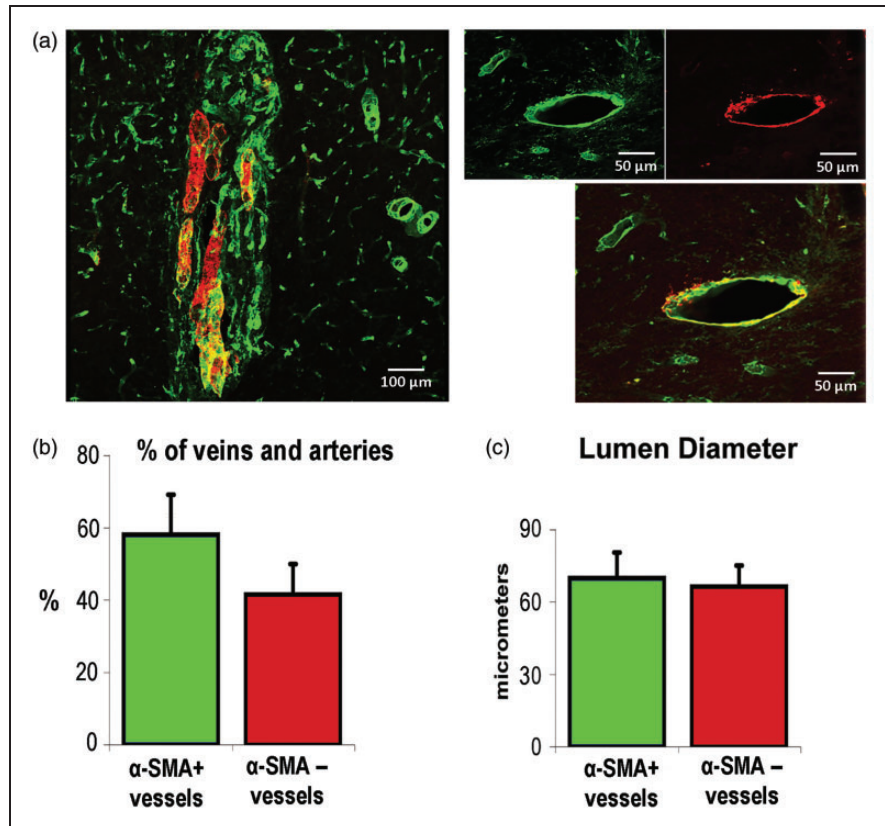 (a)
50 μm
50 μm
100 μm
50 μm
(b)
% of veins and arteries
80
60
%
40
20
0
α-SMA+
vessels
α-SMA –
vessels
(c)
Lumen Diameter
90
60
micrometers
30
0
α-SMA+
vessels
α-SMA –
vessels